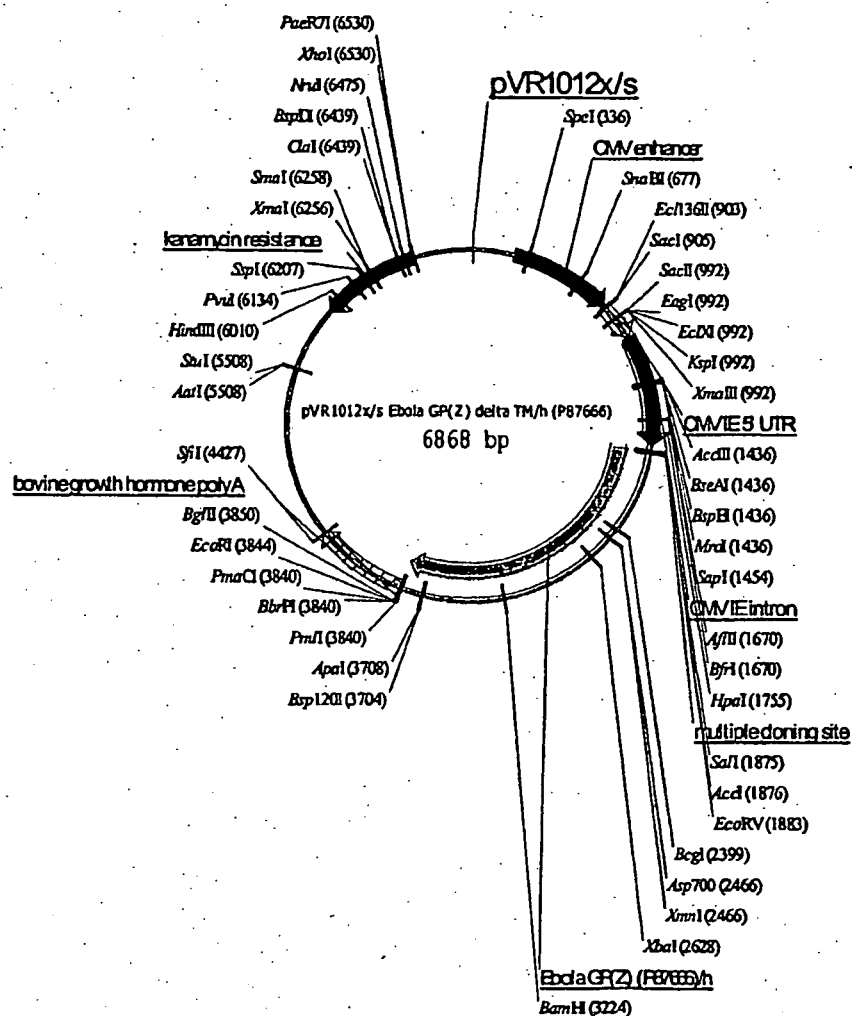 PaeR7I (6530)
XhoI (6530)
NruI (6475)
BspDI (6439)
ClaI (6439)
SmaI (6258)
XmaI (6256)
kanamycin resistance
SspI (6207)
PvuI (6134)
HindIII (6010)
StuI (5508)
AatI (5508)
SfiI (4427)
bovine growth hormone polyA
BglII (3850)
EcoRI (3844)
PmaCI (3840)
BbrPI (3840)
PmlI (3840)
ApaI (3708)
Bsp120II (3704)
pVR1012x/s
SpeI (336)
CMV enhancer
SnaBI (677)
Ecl136II (903)
SacI (905)
SacII (992)
EagI (992)
EclXI (992)
KspI (992)
XmaIII (992)
CMV IE 5' UTR
AccIII (1436)
BseAI (1436)
BspEI (1436)
MroI (1436)
SapI (1454)
CMV IE intron
AflII (1670)
BfrI (1670)
HpaI (1755)
multiple cloning site
SalI (1875)
AccI (1876)
EcoRV (1883)
BcgI (2399)
Asp700 (2466)
XmnI (2466)
XbaI (2628)
Ebola GP(Z) (P87666)/h
BamHI (3224)
pVR1012x/s Ebola GP(Z) delta TM/h (P87666)
6868 bp